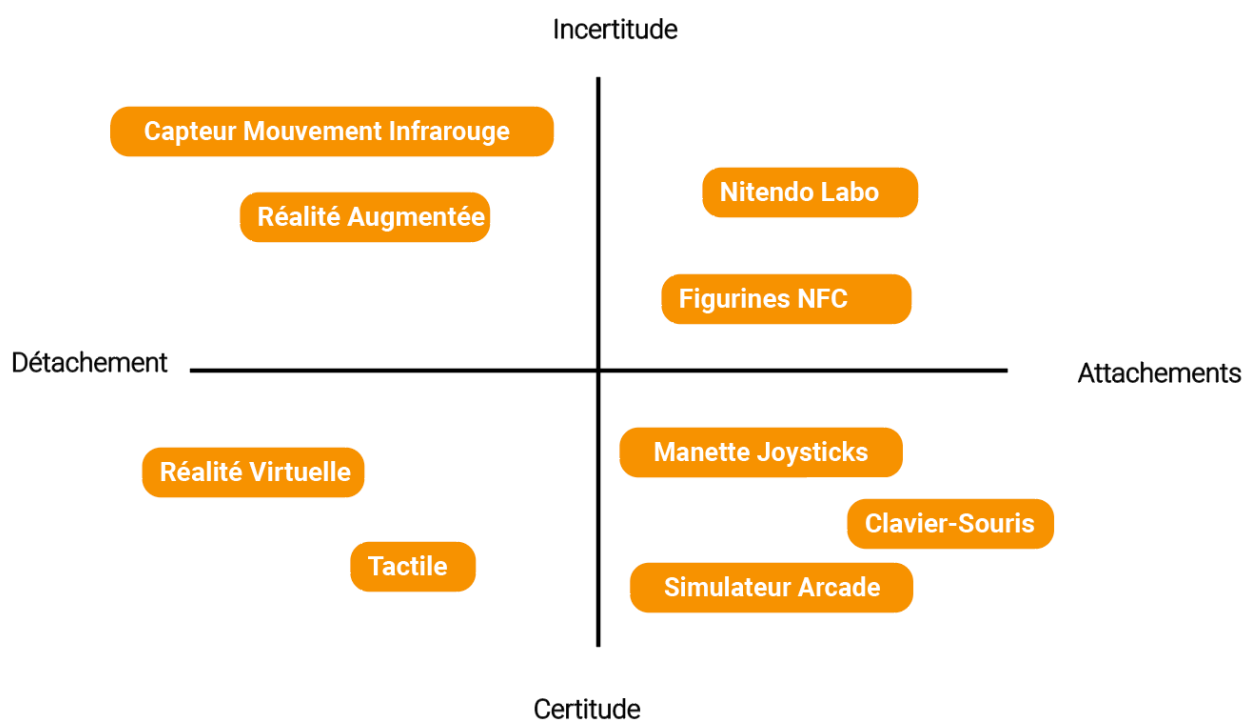 Incertitude
Capteur Mouvement Infrarouge
Nitendo Labo
Réalité Augmentée
Figurines NFC
Détachement
Attachements
Manette Joysticks
Réalité Virtuelle
Clavier-Souris
Tactile
Simulateur Arcade
Certitude